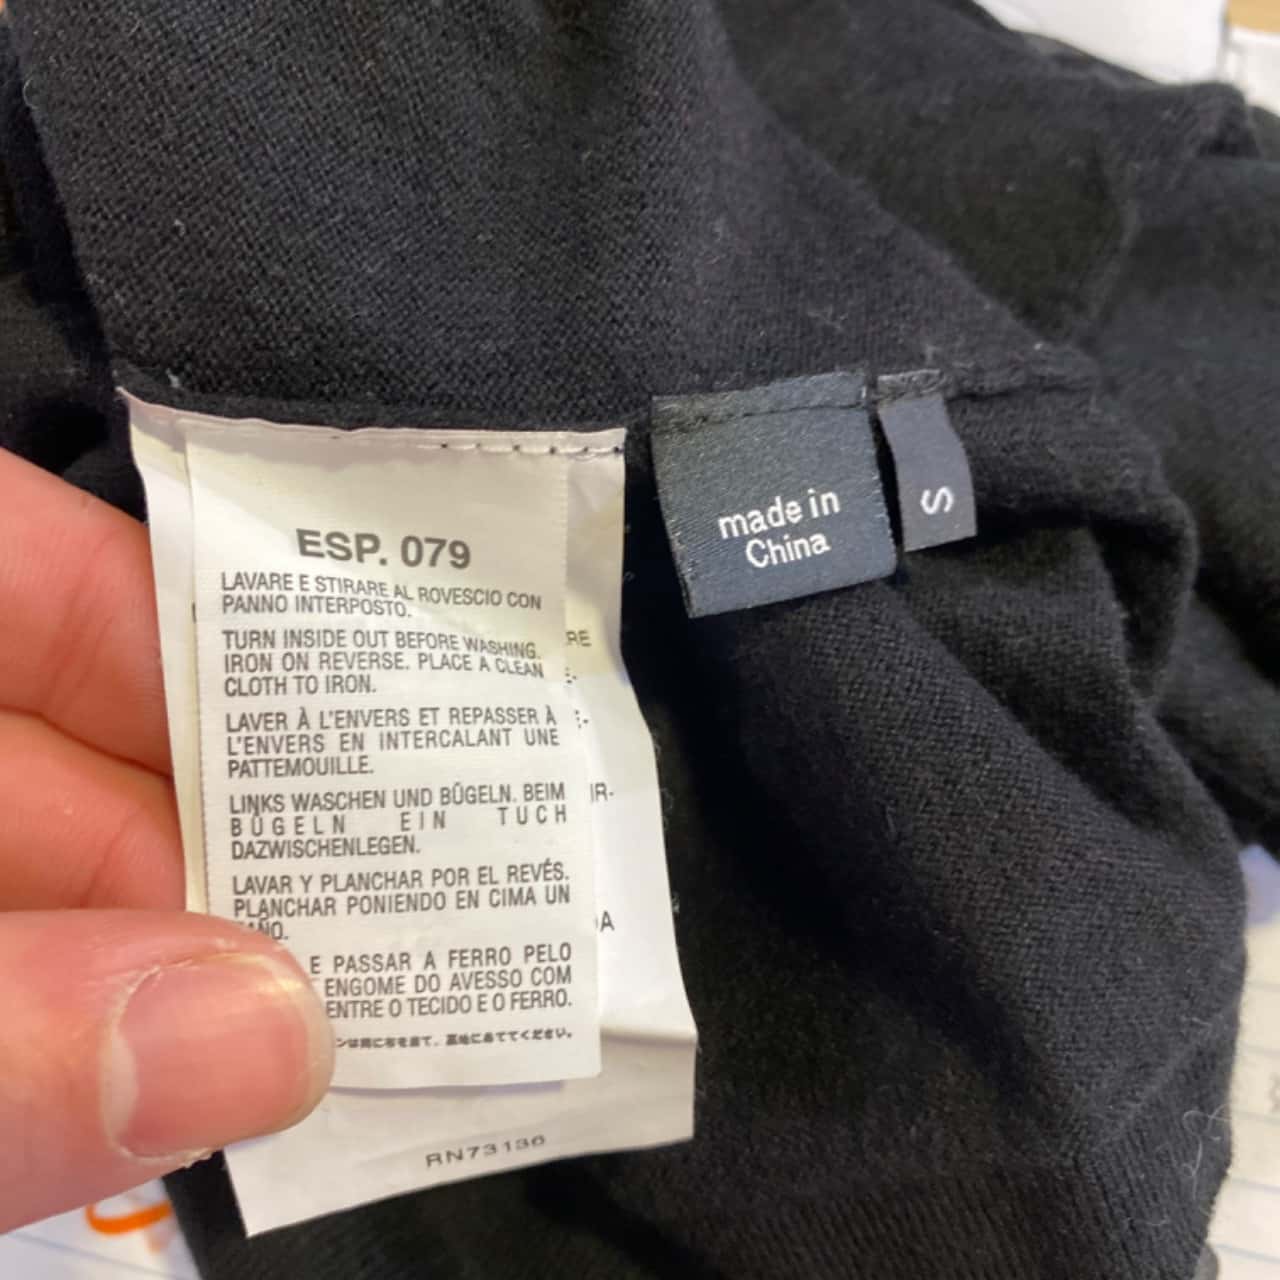 ESP. 079
LAVARE E STIRARE AL ROVESCIO CON
PANNO INTERPOSTO.
TURN INSIDE OUT BEFORE WASHING.
IRON ON REVERSE. PLACE A CLEAN
CLOTH TO IRON.
LAVER À L'ENVERS ET REPASSER À
L'ENVERS EN INTERCALANT UNE
PATTEMOUILLE.
LINKS WASCHEN UND BÜGELN. BEIM
BÜGELN EIN TUCH
DAZWISCHENLEGEN.
LAVAR Y PLANCHAR POR EL REVÉS.
PLANCHAR PONIENDO EN CIMA UN
E PASSAR A FERRO PELO
ENGOME DO AVESSO COM
ENTRE O TECIDO E O FERRO.
RN73136
made in
China
S